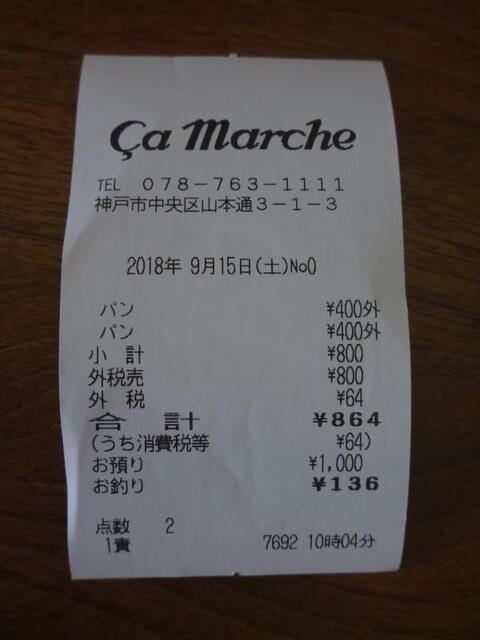 Ça Marche
TEL 078-763-1111
神戸市中央区山本通3-1-3
2018年 9月15日(土)No0
パン ¥400外
パン ¥400外
小 計 ¥800
外税売 ¥800
外 税 ¥64
合 計 ¥864
(うち消費税等 ¥64)
お預り ¥1,000
お釣り ¥136
点数 2
1責 7692 10時04分